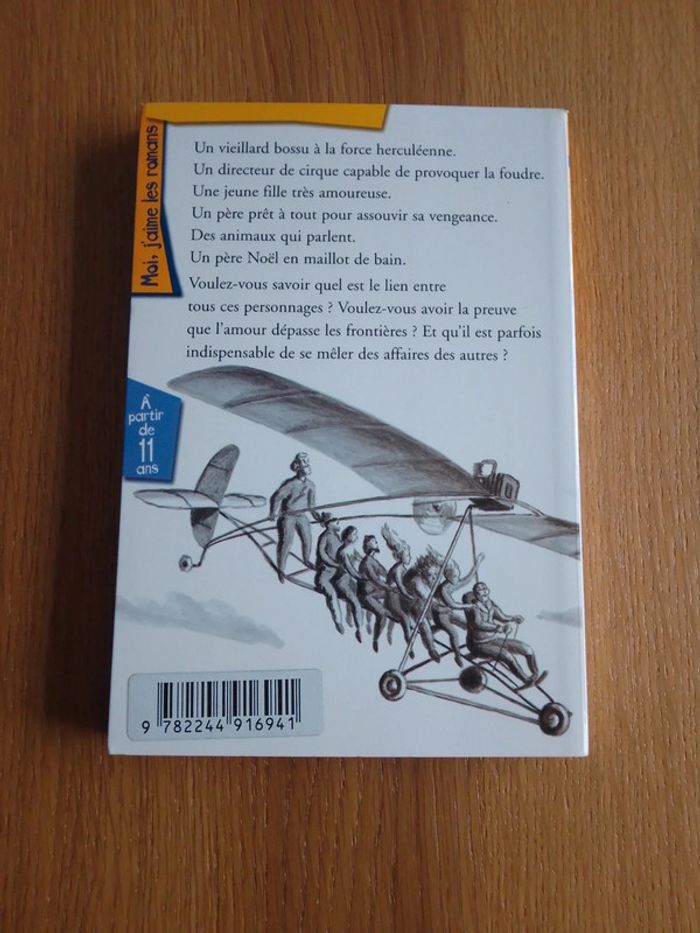 Moi, j'aime les romans
Un vieillard bossu à la force herculéenne.
Un directeur de cirque capable de provoquer la foudre.
Une jeune fille très amoureuse.
Un père prêt à tout pour assouvir sa vengeance.
Des animaux qui parlent.
Un père Noël en maillot de bain.
Voulez-vous savoir quel est le lien entre
tous ces personnages ? Voulez-vous avoir la preuve
que l'amour dépasse les frontières ? Et qu'il est parfois
indispensable de se mêler des affaires des autres ?
À
partir
de
11
ans
9 782244 916941